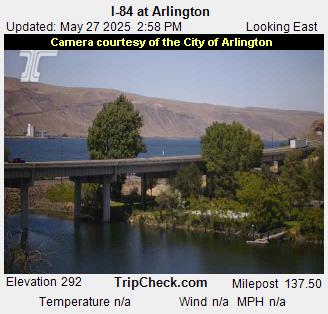 I-84 at Arlington
Updated: May 27 2025 2:58 PM Looking East
Camera courtesy of the City of Arlington
Elevation 292 TripCheck.com Milepost 137.50
Temperature n/a Wind n/a MPH n/a